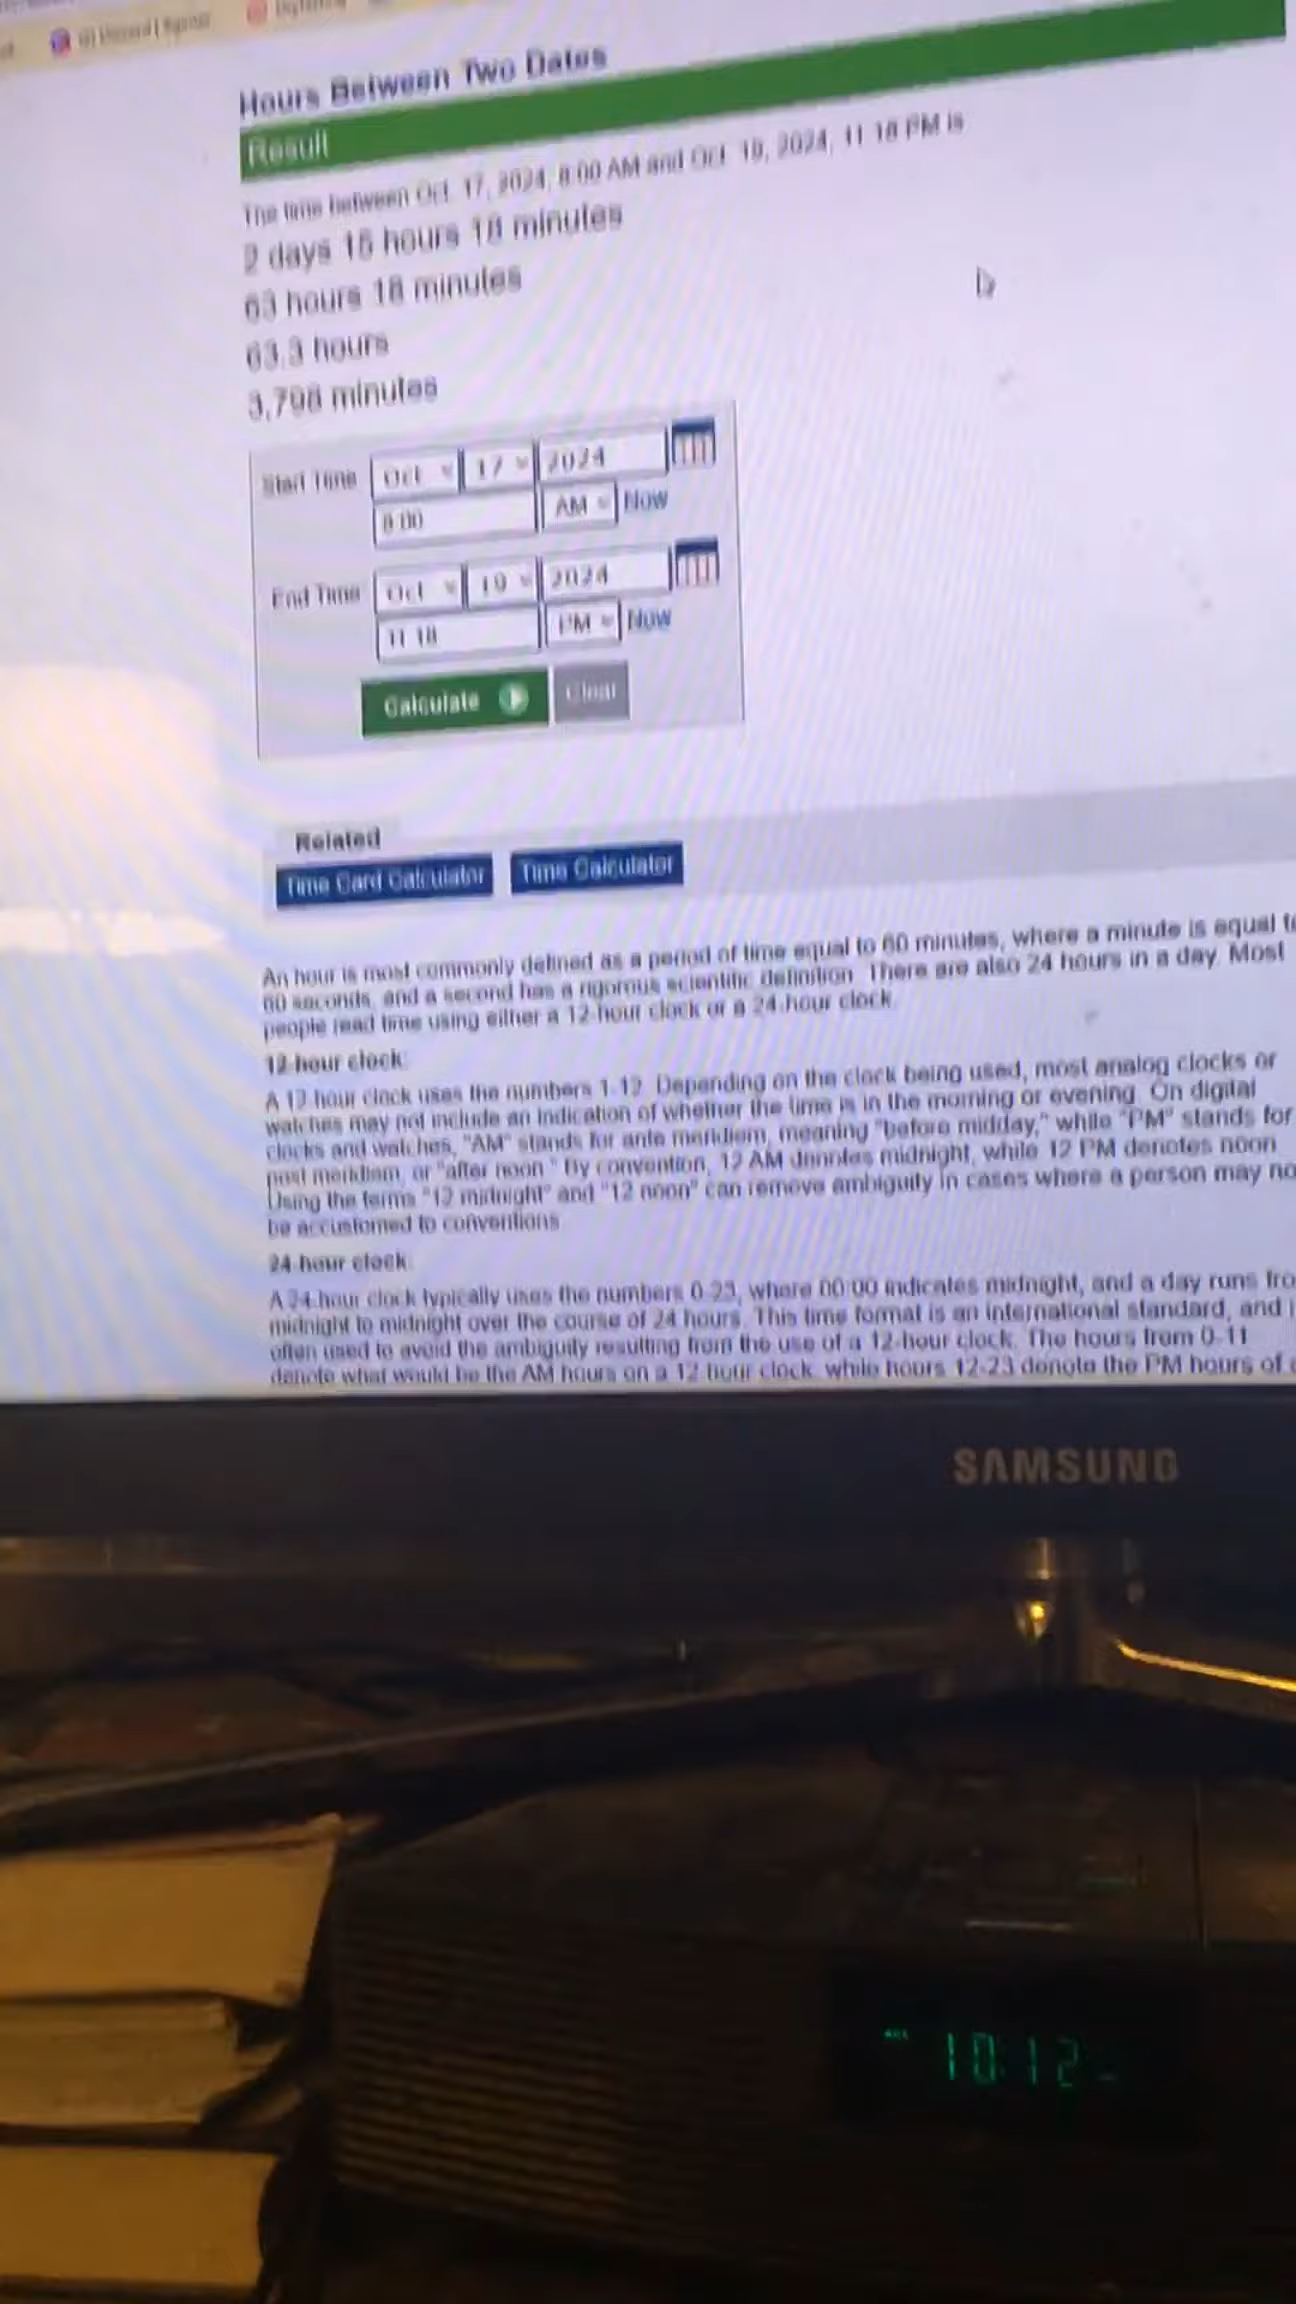 Hours Between Two Dates
Result
The time between Oct. 17, 2024, 8:00 AM and Oct. 19, 2024, 11:18 PM is
2 days 15 hours 18 minutes
63 hours 18 minutes
63.3 hours
3,798 minutes
Start Time Oct 17 2024
8:00 AM Now
End Time Oct 19 2024
11:18 PM Now
Calculate Clear
Related
Time Card Calculator Time Calculator
An hour is most commonly defined as a period of time equal to 60 minutes, where a minute is equal to
60 seconds, and a second has a rigorous scientific definition. There are also 24 hours in a day. Most
people read time using either a 12-hour clock or a 24-hour clock.
12-hour clock:
A 12-hour clock uses the numbers 1-12. Depending on the clock being used, most analog clocks or
watches may not include an indication of whether the time is in the morning or evening. On digital
clocks and watches, "AM" stands for ante meridiem, meaning "before midday," while "PM" stands for
post meridiem, or "after noon." By convention, 12 AM denotes midnight, while 12 PM denotes noon.
Using the terms "12 midnight" and "12 noon" can remove ambiguity in cases where a person may no
be accustomed to conventions.
24-hour clock:
A 24-hour clock typically uses the numbers 0-23, where 00:00 indicates midnight, and a day runs fro
midnight to midnight over the course of 24 hours. This time format is an international standard, and i
often used to avoid the ambiguity resulting from the use of a 12-hour clock. The hours from 0-11
denote what would be the AM hours on a 12-hour clock, while hours 12-23 denote the PM hours of
SAMSUNG
10:12